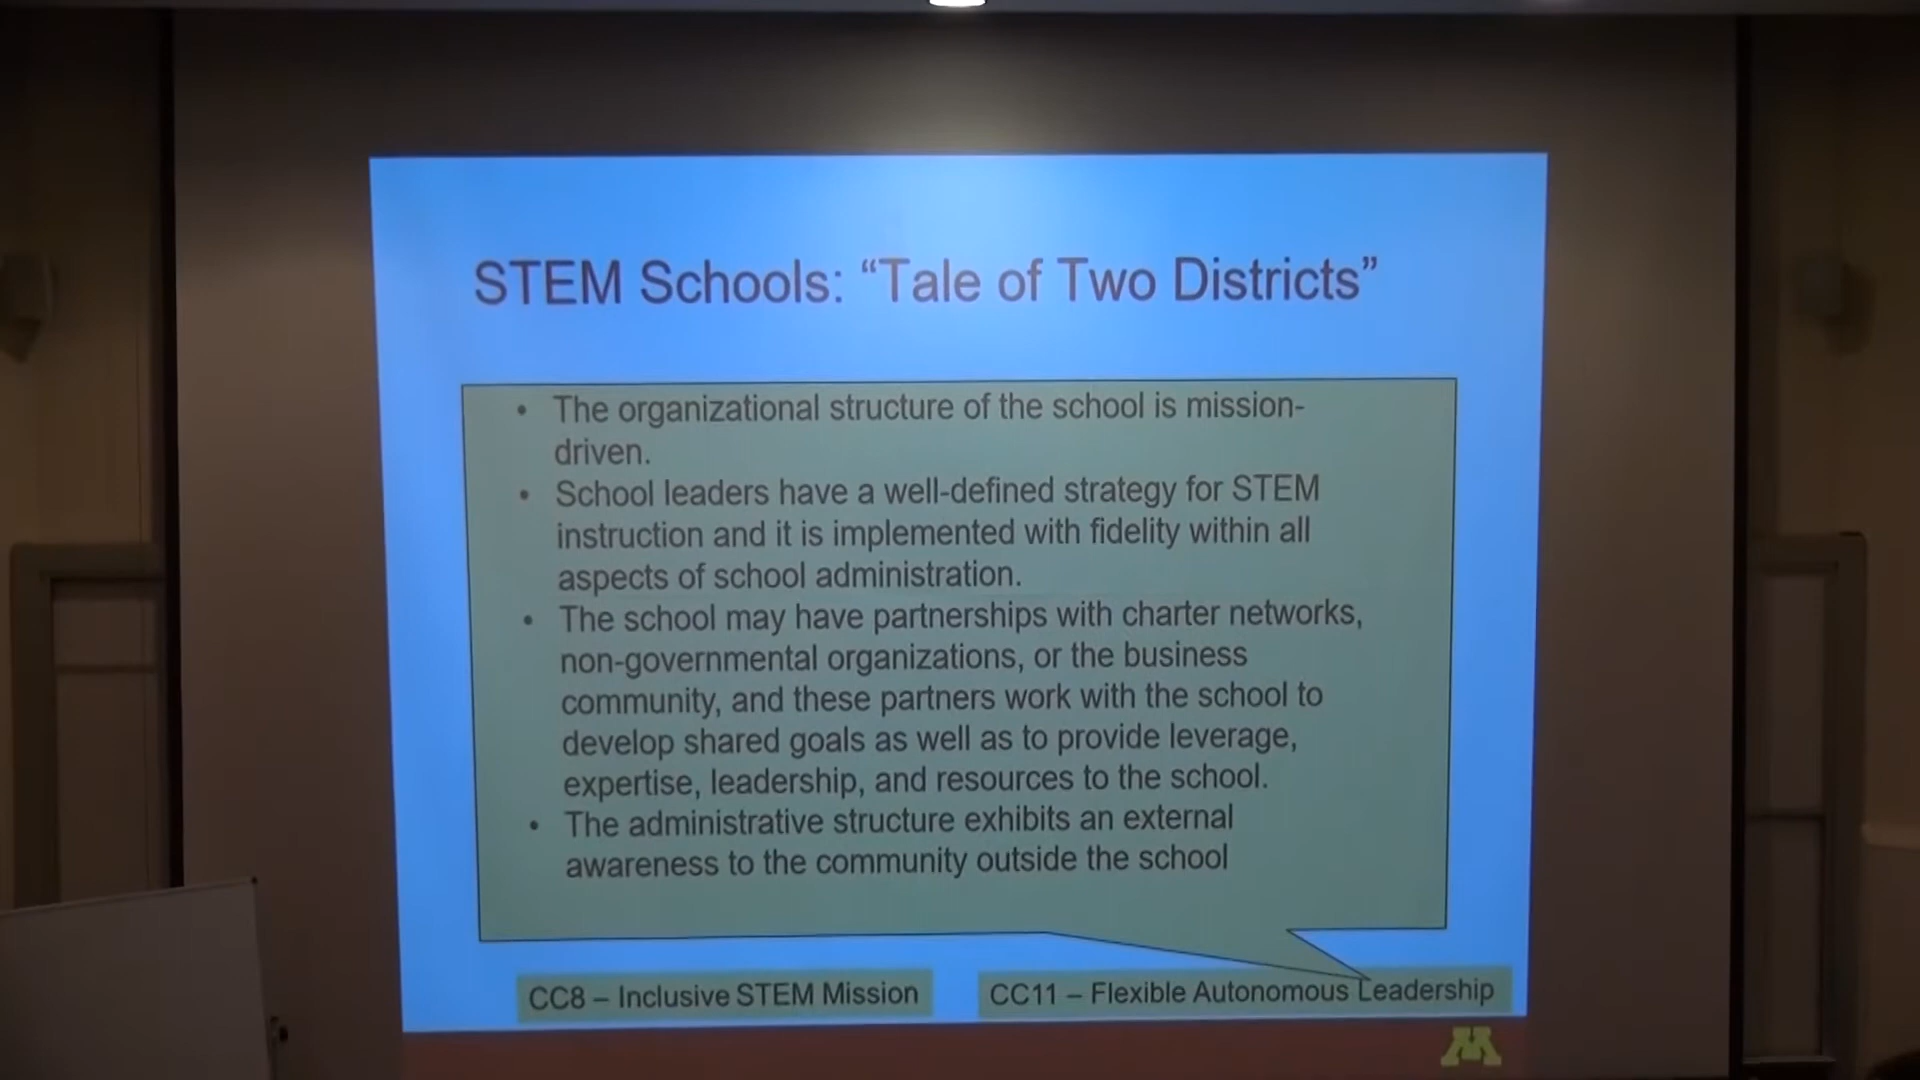 STEM Schools: “Tale of Two Districts”
• The organizational structure of the school is mission-
driven.
• School leaders have a well-defined strategy for STEM
instruction and it is implemented with fidelity within all
aspects of school administration.
• The school may have partnerships with charter networks,
non-governmental organizations, or the business
community, and these partners work with the school to
develop shared goals as well as to provide leverage,
expertise, leadership, and resources to the school.
• The administrative structure exhibits an external
awareness to the community outside the school
CC8 – Inclusive STEM Mission
CC11 – Flexible Autonomous Leadership
M